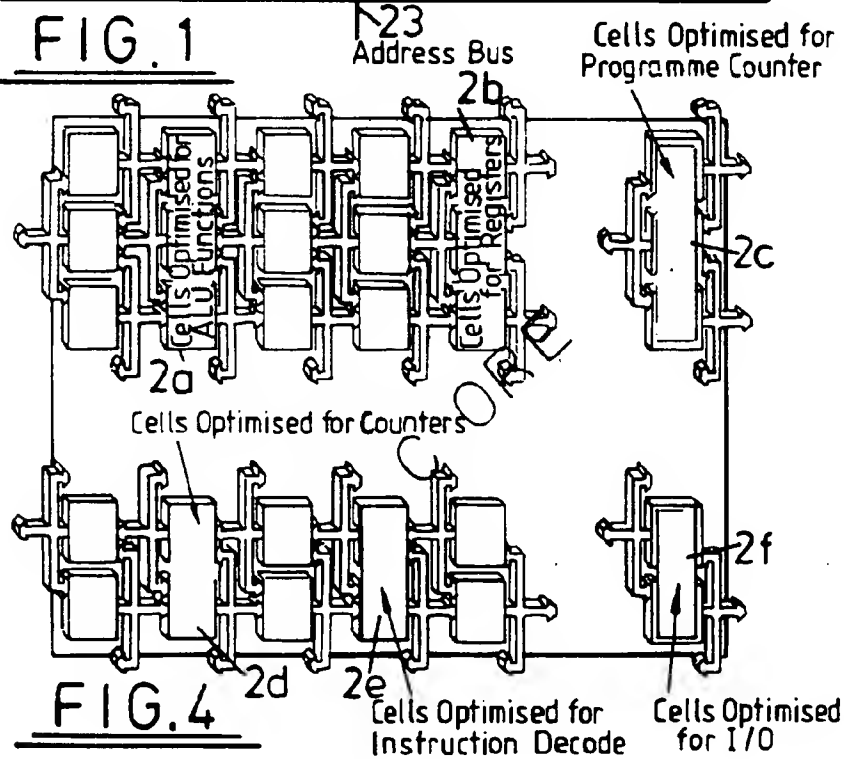 FIG.1
23
Address Bus
Cells Optimised for
Programme Counter
2b
Cells Optimised for
ALU Functions
Cells Optimised
for Registers
2c
2a
CORE
Cells Optimised for Counters
2f
2d
2e
FIG.4
Cells Optimised for
Instruction Decode
Cells Optimised
for I/O